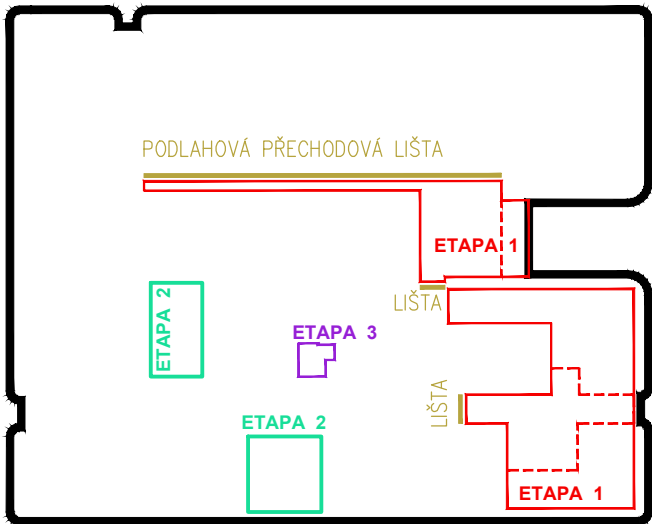 PODLAHOVÁ PŘECHODOVÁ LIŠTA
ETAPA 1
ETAPA 2
LIŠTA
ETAPA 3
LIŠTA
ETAPA 2
ETAPA 1